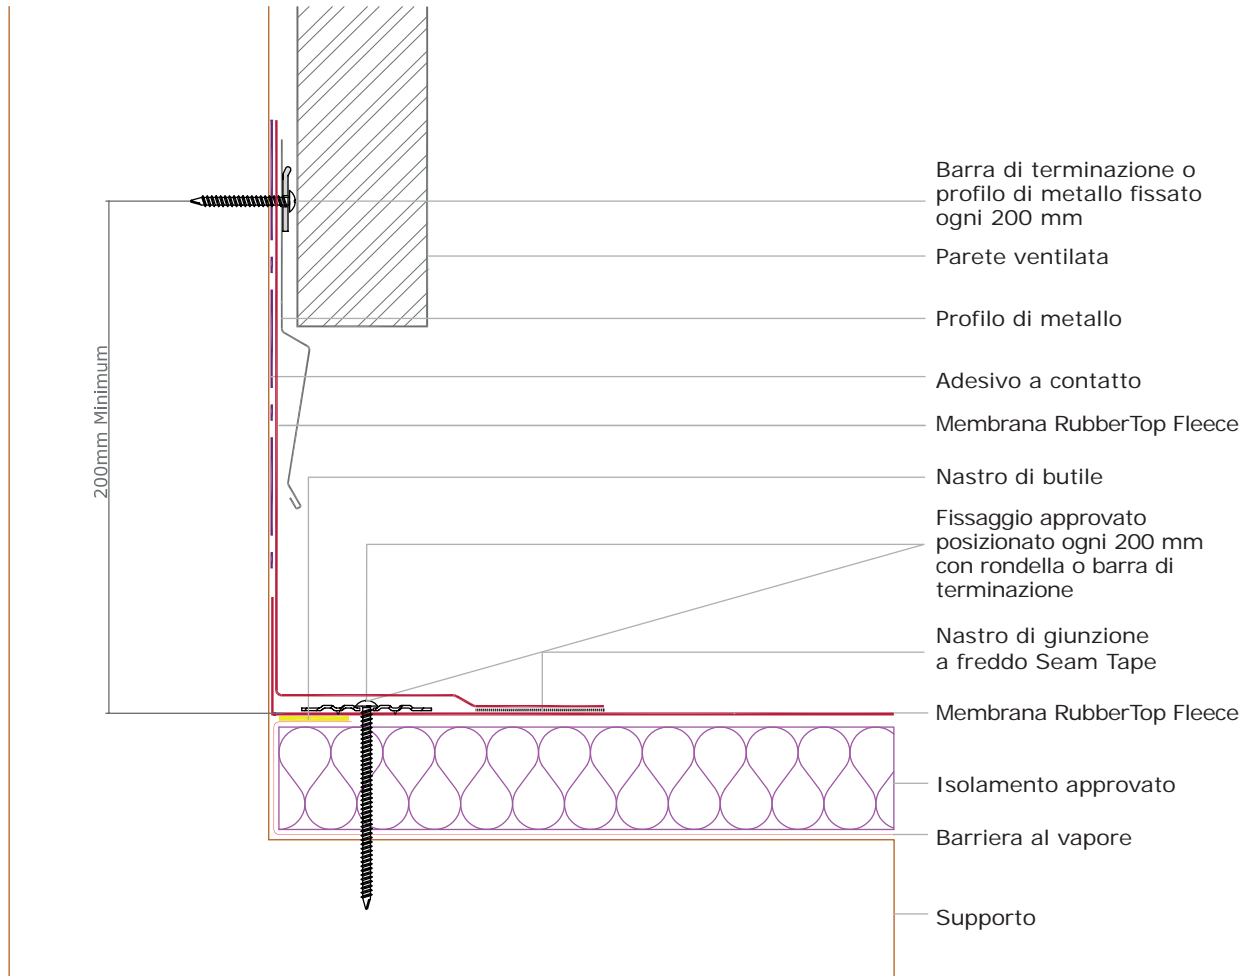 Barra di terminazione o
profilo di metallo fissato
ogni 200 mm
Parete ventilata
Profilo di metallo
Adesivo a contatto
Membrana RubberTop Fleece
Nastro di butile
Fissaggio approvato
posizionato ogni 200 mm
con rondella o barra di
terminazione
Nastro di giunzione
a freddo Seam Tape
Membrana RubberTop Fleece
Isolamento approvato
Barriera al vapore
Supporto
200mm Minimum